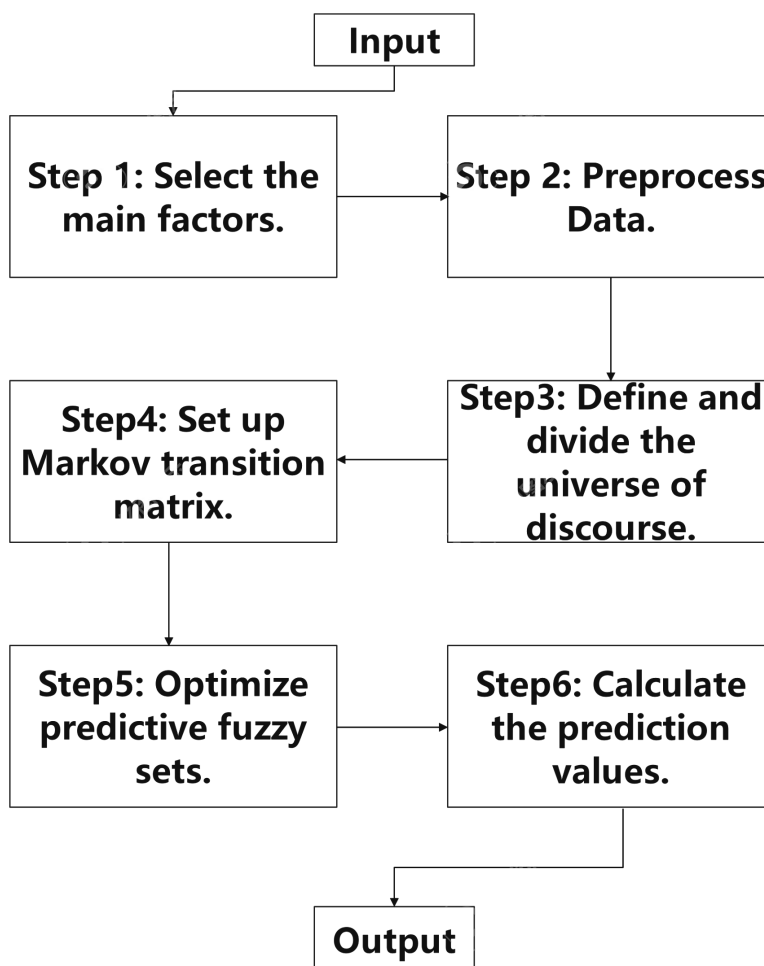 Input
Step 1: Select the
main factors.
Step 2: Preprocess
Data.
Step3: Define and
divide the
universe of
discourse.
Step4: Set up
Markov transition
matrix.
Step5: Optimize
predictive fuzzy
sets.
Step6: Calculate
the prediction
values.
Output